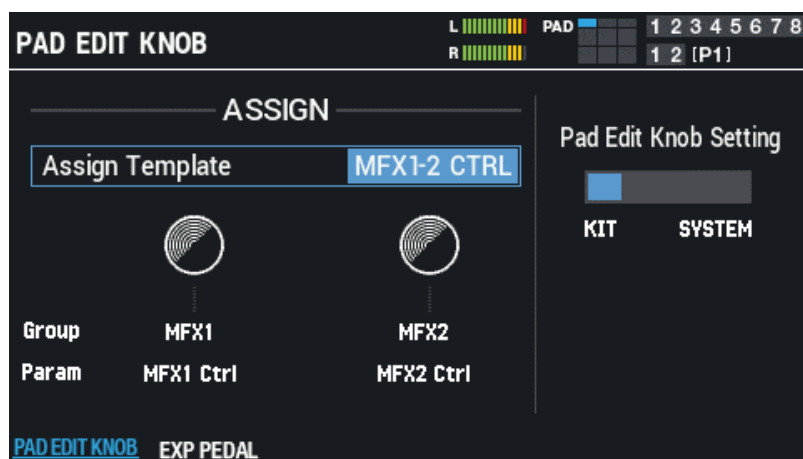 PAD EDIT KNOB
L
R
PAD
1 2 3 4 5 6 7 8
1 2 [P1]
ASSIGN
Assign Template MFX1-2 CTRL
Group MFX1 MFX2
Param MFX1 Ctrl MFX2 Ctrl
Pad Edit Knob Setting
KIT SYSTEM
PAD EDIT KNOB EXP PEDAL